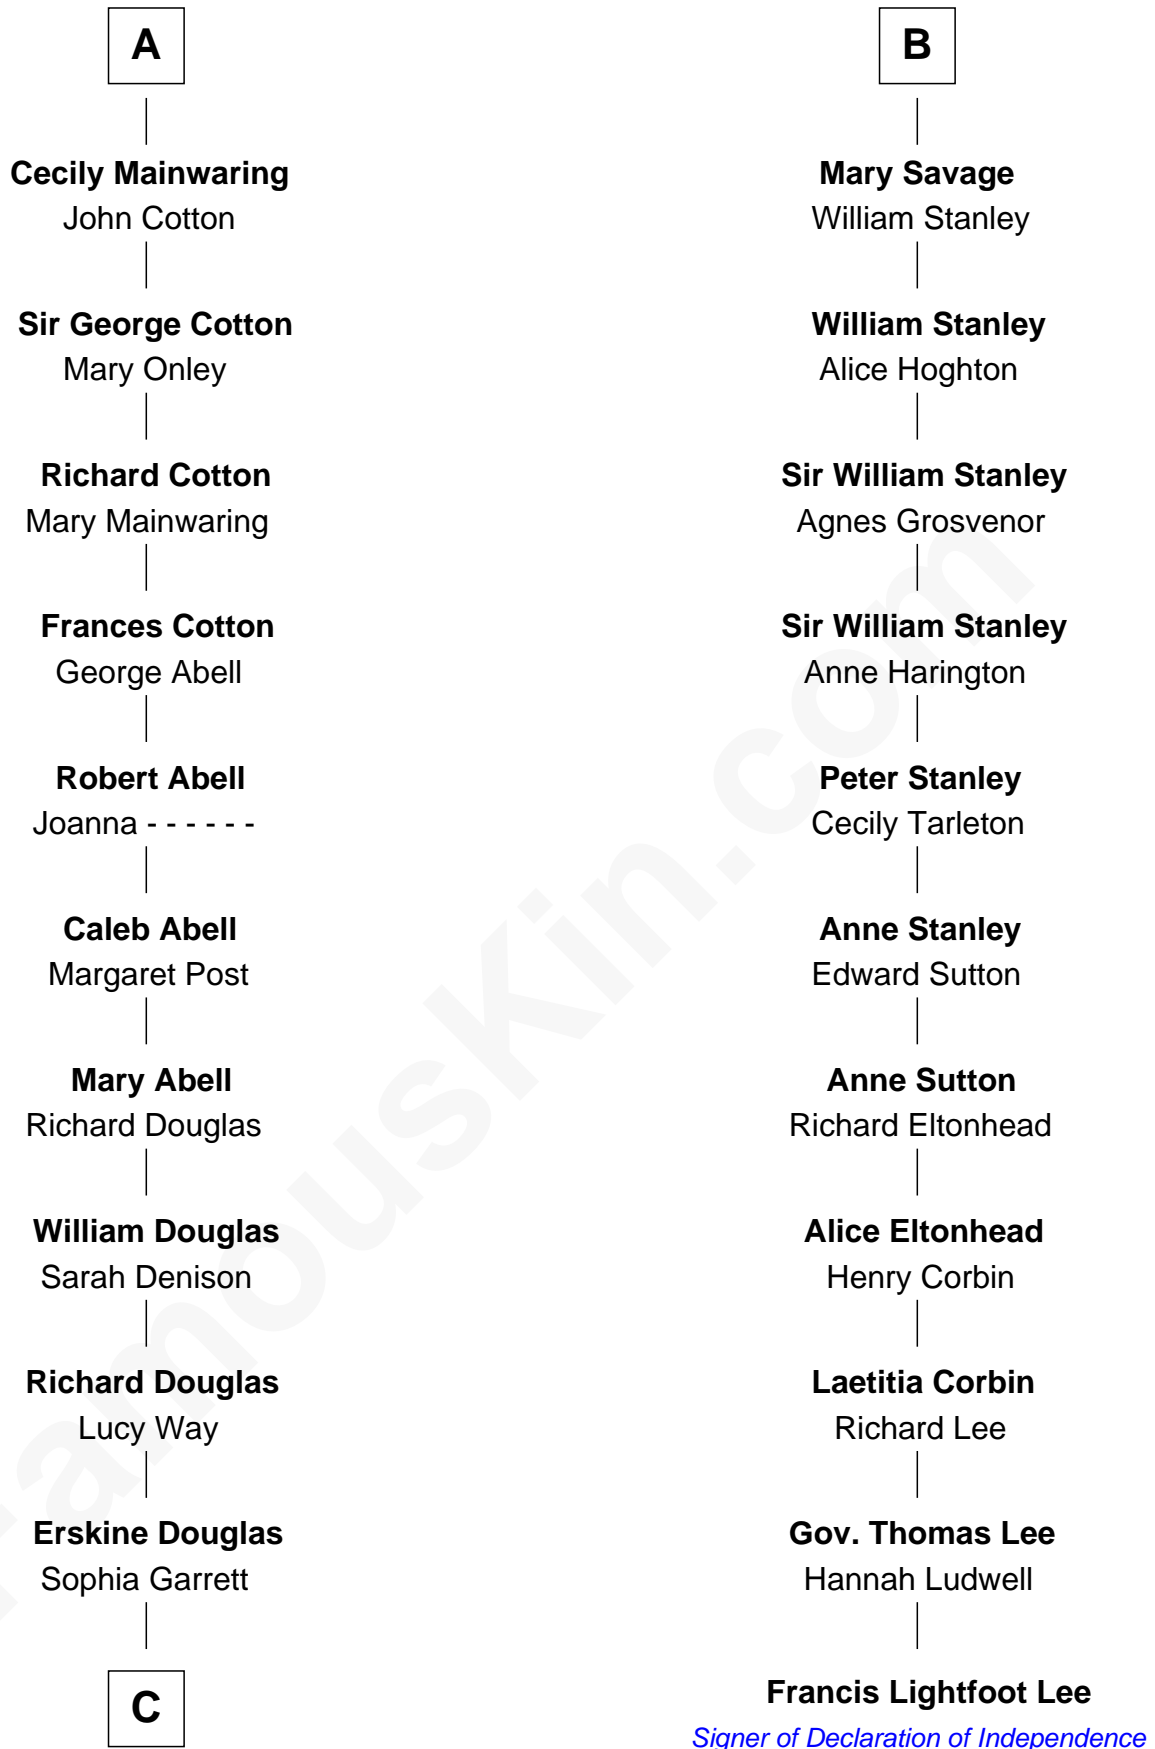 A
Cecily Mainwaring
John Cotton
Sir George Cotton
Mary Onley
Richard Cotton
Mary Mainwaring
Frances Cotton
George Abell
Robert Abell
Joanna - - - - - -
Caleb Abell
Margaret Post
Mary Abell
Richard Douglas
William Douglas
Sarah Denison
Richard Douglas
Lucy Way
Erskine Douglas
Sophia Garrett
C
B
Mary Savage
William Stanley
William Stanley
Alice Hoghton
Sir William Stanley
Agnes Grosvenor
Sir William Stanley
Anne Harington
Peter Stanley
Cecily Tarleton
Anne Stanley
Edward Sutton
Anne Sutton
Richard Eltonhead
Alice Eltonhead
Henry Corbin
Laetitia Corbin
Richard Lee
Gov. Thomas Lee
Hannah Ludwell
Francis Lightfoot Lee
Signer of Declaration of Independence
FamousKin.com